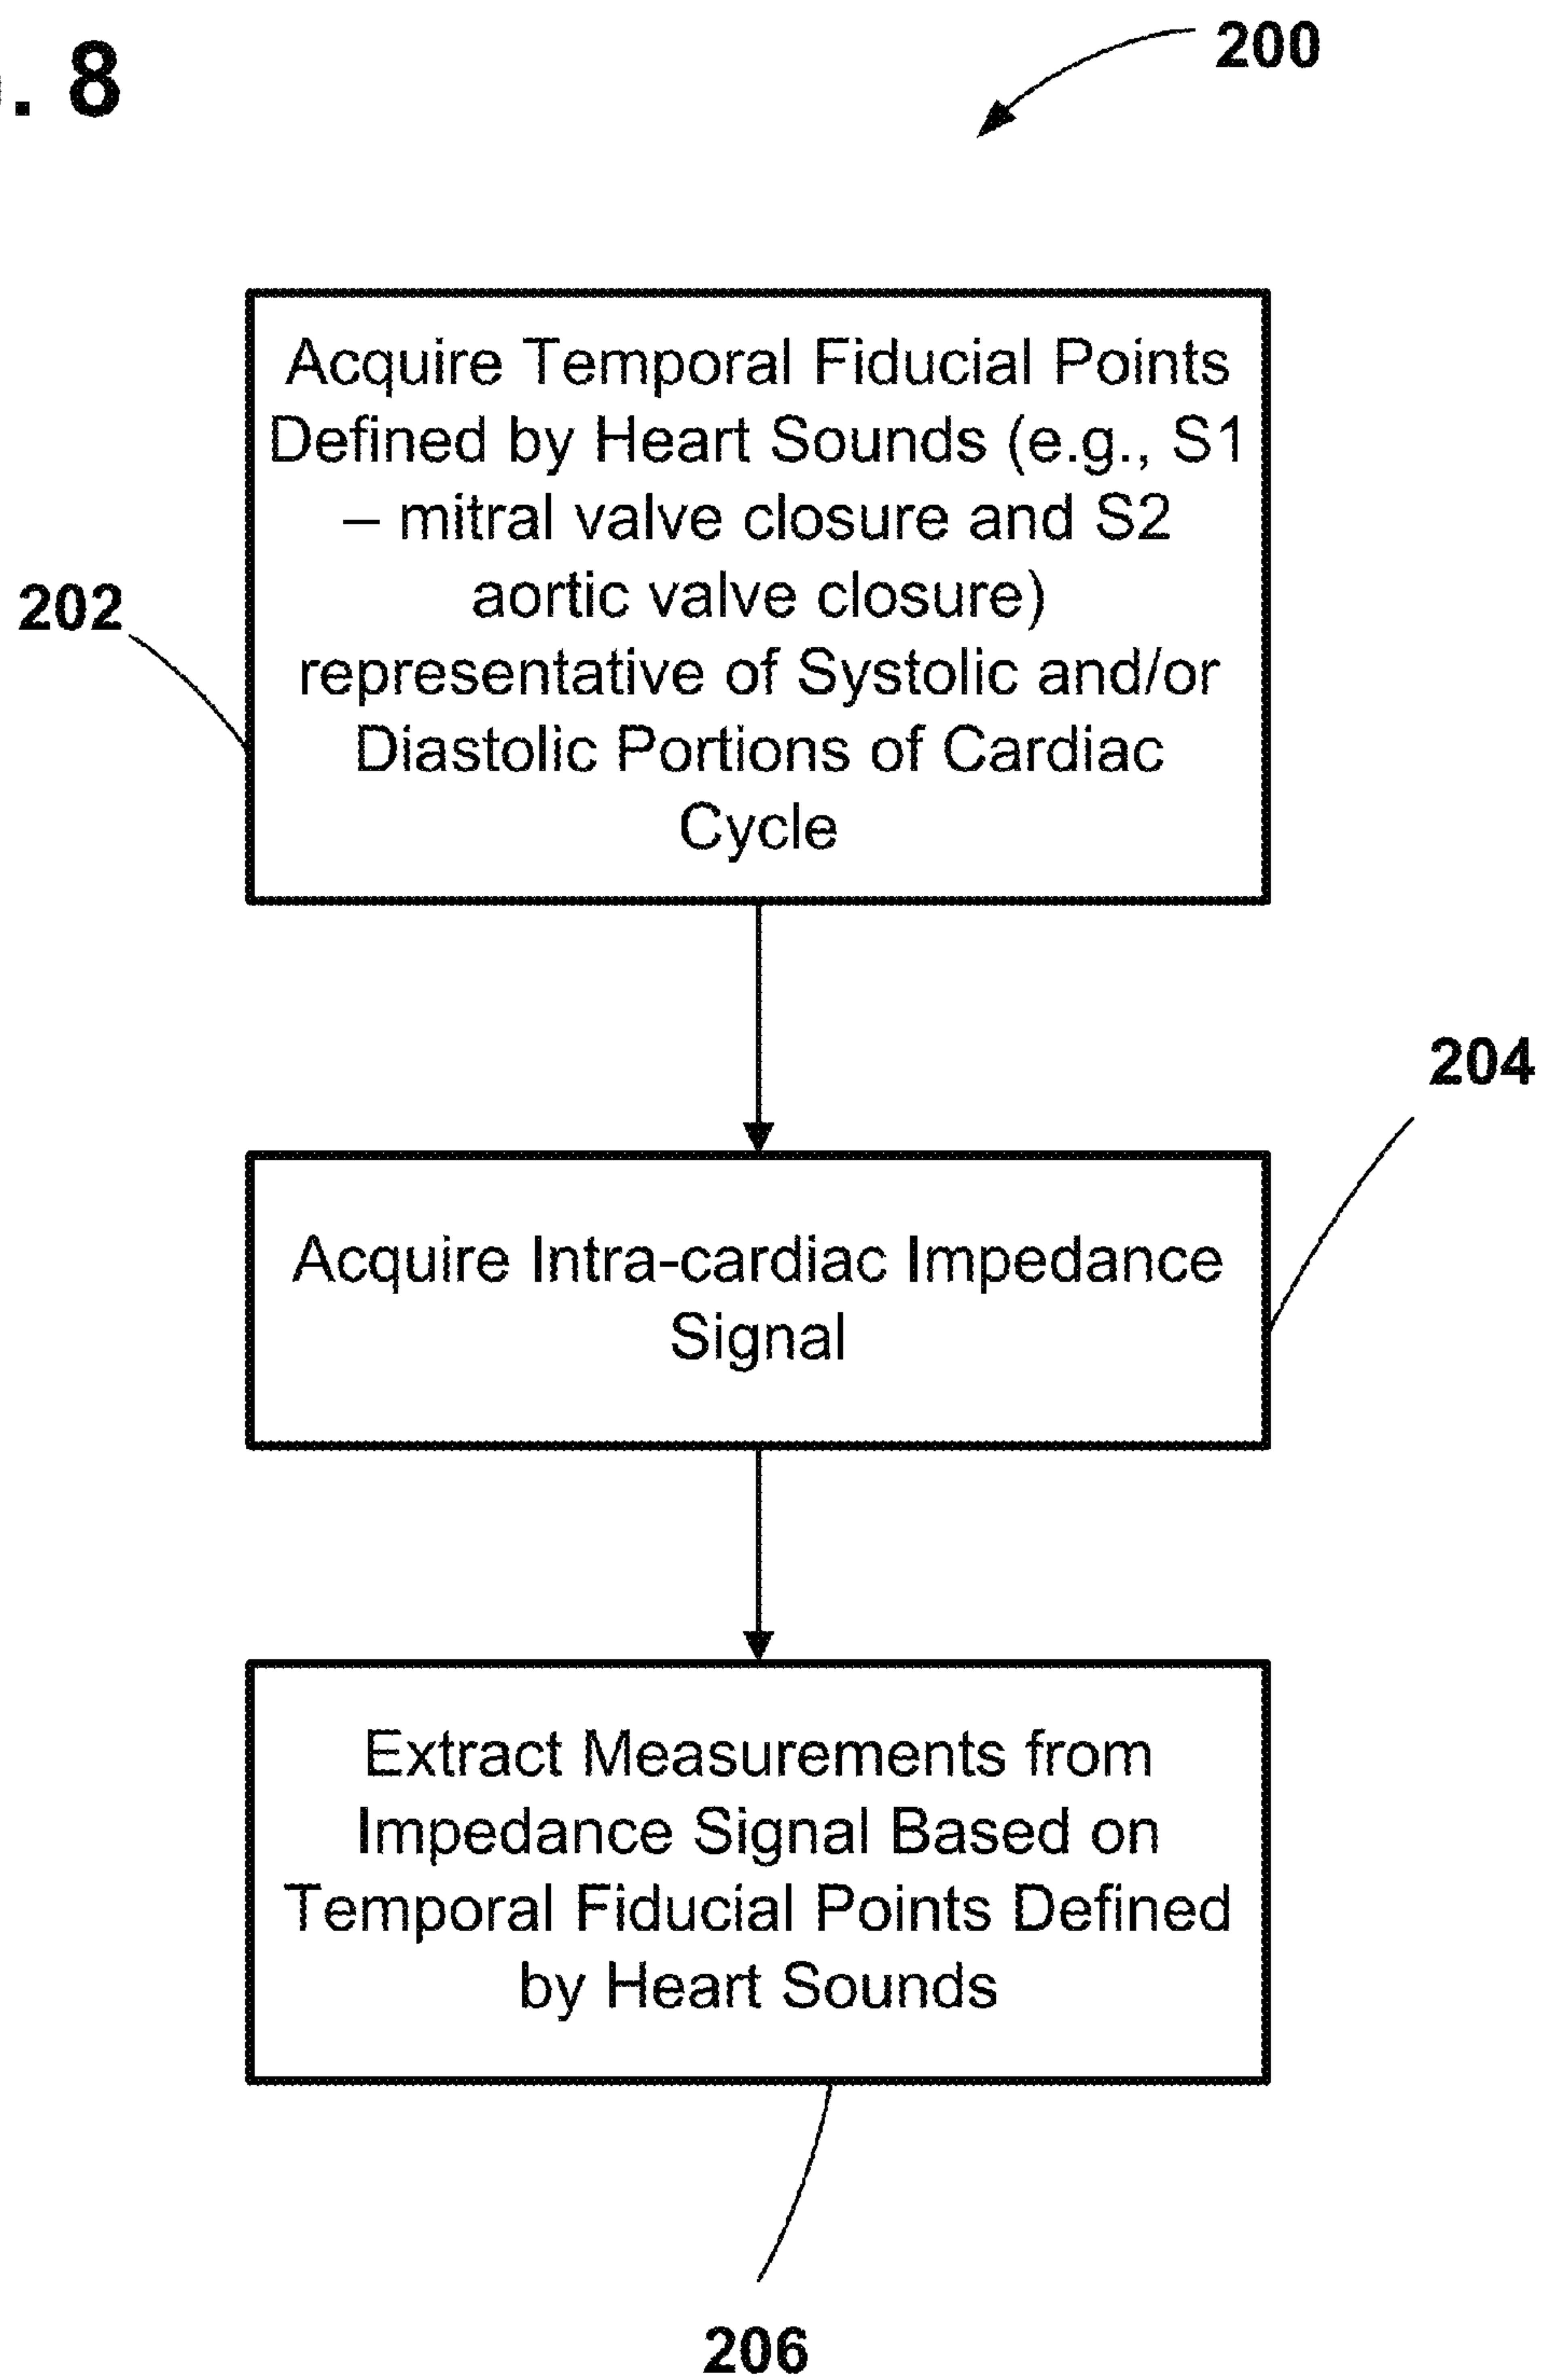 . 8
200
Acquire Temporal Fiducial Points
Defined by Heart Sounds (e.g., S1
– mitral valve closure and S2
aortic valve closure)
representative of Systolic and/or
Diastolic Portions of Cardiac
Cycle
202
204
Acquire Intra-cardiac Impedance
Signal
Extract Measurements from
Impedance Signal Based on
Temporal Fiducial Points Defined
by Heart Sounds
206